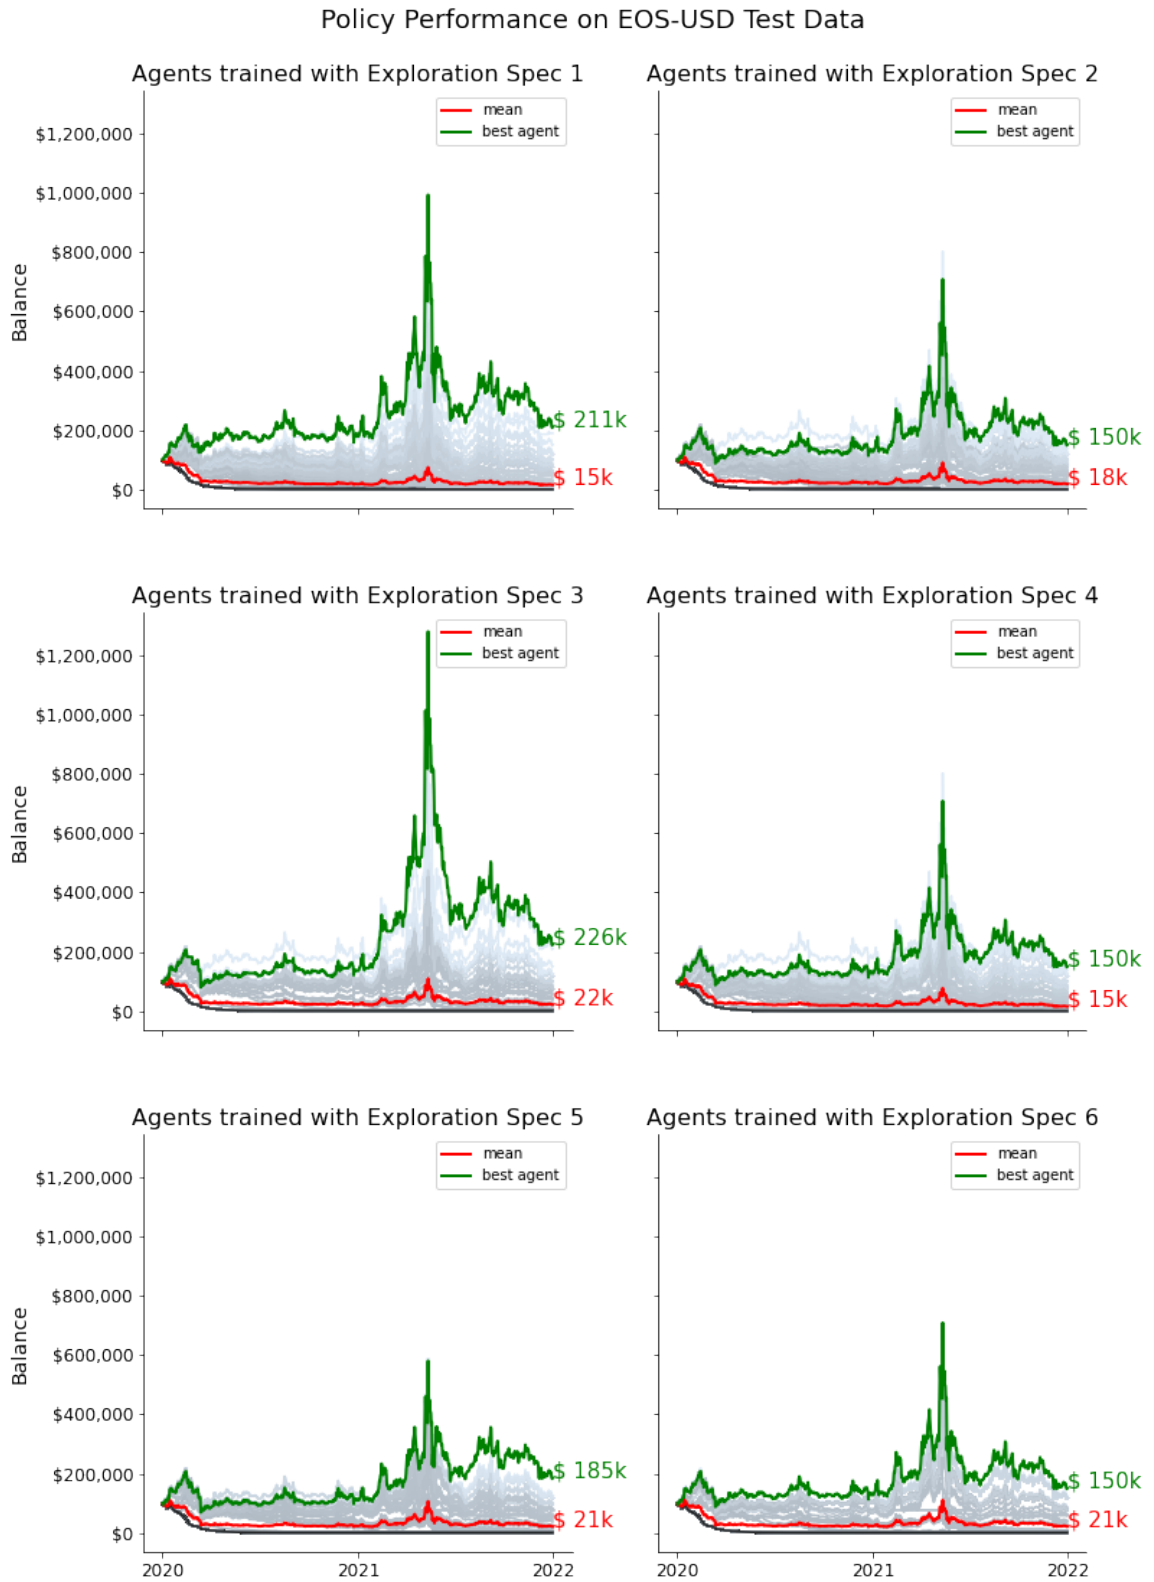 Policy Performance on EOS-USD Test Data
Agents trained with Exploration Spec 1
mean
best agent
$1,200,000
$1,000,000
$800,000
$600,000
$400,000
$200,000
$0
Balance
$ 211k
$ 15k
Agents trained with Exploration Spec 2
mean
best agent
$ 150k
$ 18k
Agents trained with Exploration Spec 3
mean
best agent
$1,200,000
$1,000,000
$800,000
$600,000
$400,000
$200,000
$0
Balance
$ 226k
$ 22k
Agents trained with Exploration Spec 4
mean
best agent
$ 150k
$ 15k
Agents trained with Exploration Spec 5
mean
best agent
$1,200,000
$1,000,000
$800,000
$600,000
$400,000
$200,000
$0
Balance
$ 185k
$ 21k
2020
2021
2022
Agents trained with Exploration Spec 6
mean
best agent
$ 150k
$ 21k
2020
2021
2022